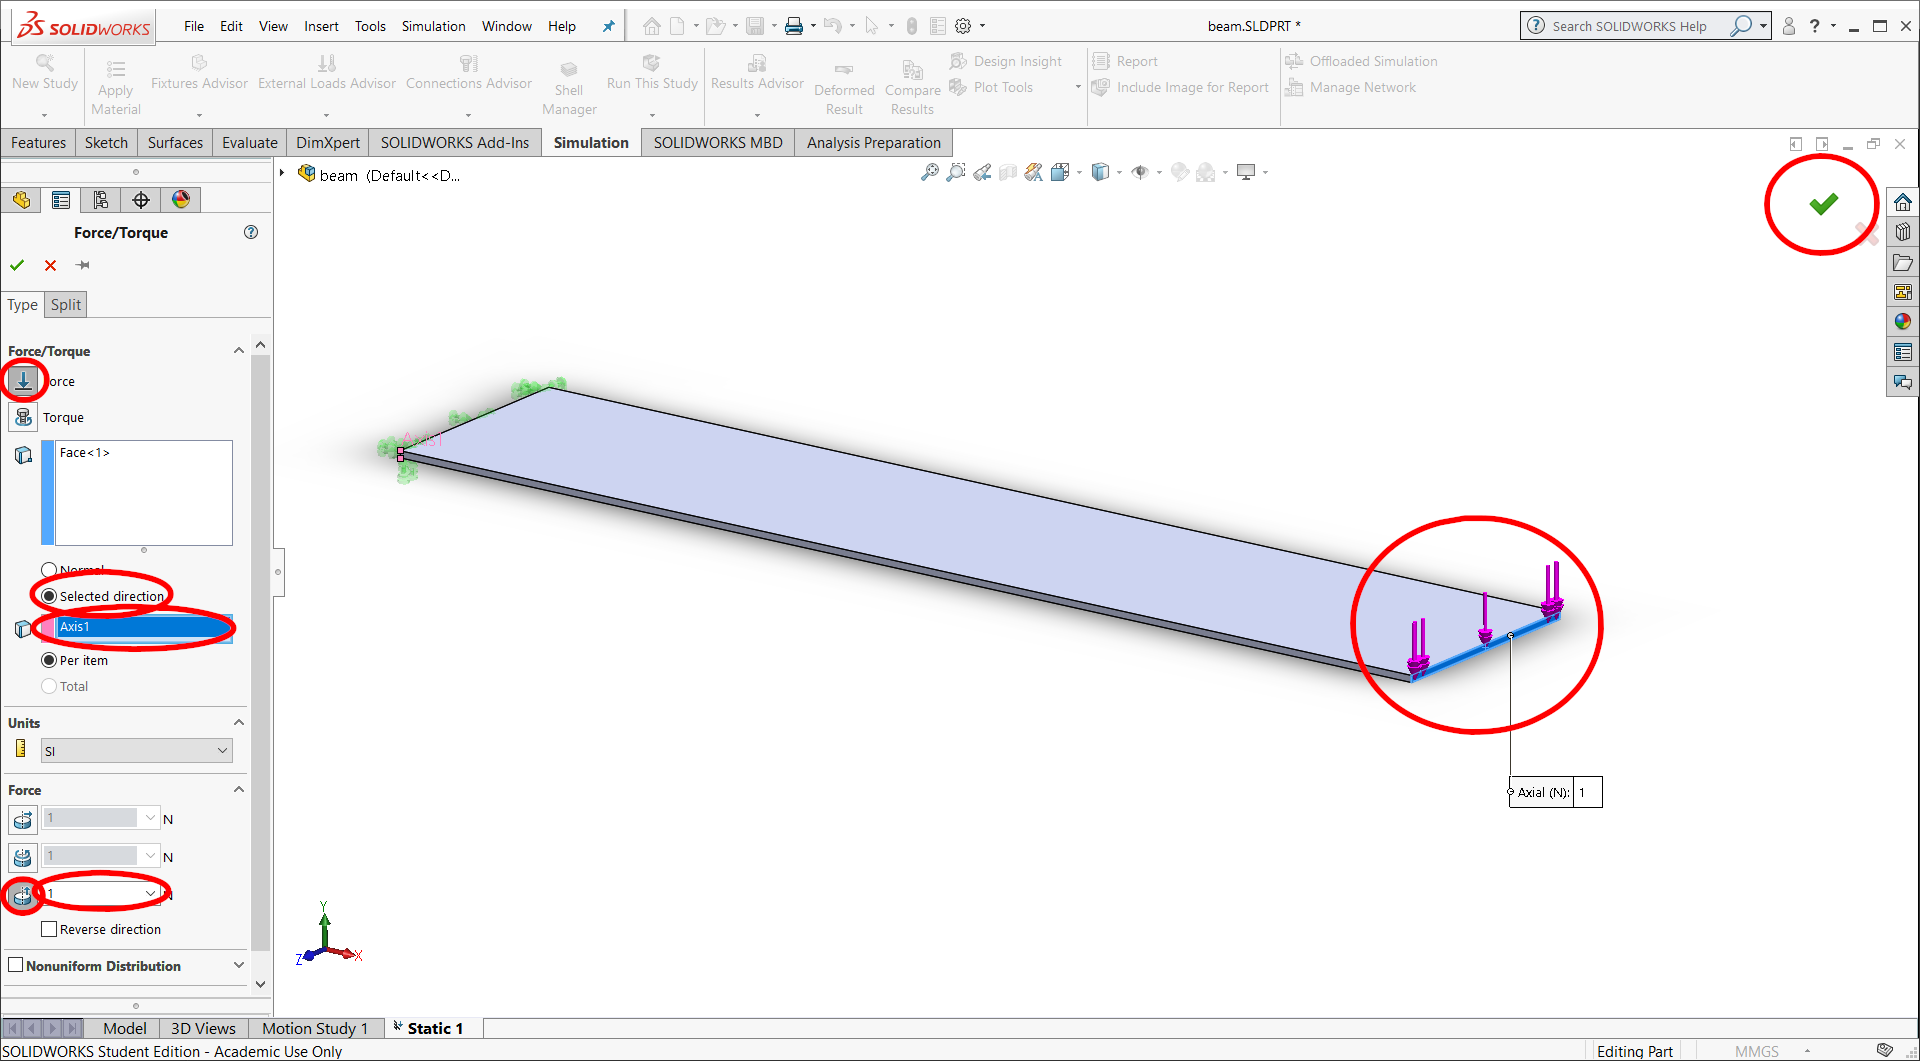 SOLIDWORKS File Edit View Insert Tools Simulation Window Help beam.SLDPRT * Search SOLIDWORKS Help ?
New Study Apply Material Fixtures Advisor External Loads Advisor Connections Advisor Shell Manager Run This Study Results Advisor Deformed Result Compare Results Design Insight Report Offloaded Simulation
Plot Tools Include Image for Report Manage Network
Features Sketch Surfaces Evaluate DimXpert SOLIDWORKS Add-Ins Simulation SOLIDWORKS MBD Analysis Preparation
beam (Default<<D...
Force/Torque ?
Type Split
Force/Torque
orce
Torque
Face<1>
Normal
Selected direction
Axis1
Per item
Total
Units
SI
Force
1 N
1 N
1 N
Reverse direction
Nonuniform Distribution
Axis1
Axial (N): 1
Y
Z X
Model 3D Views Motion Study 1 Static 1
SOLIDWORKS Student Edition - Academic Use Only Editing Part MMGS